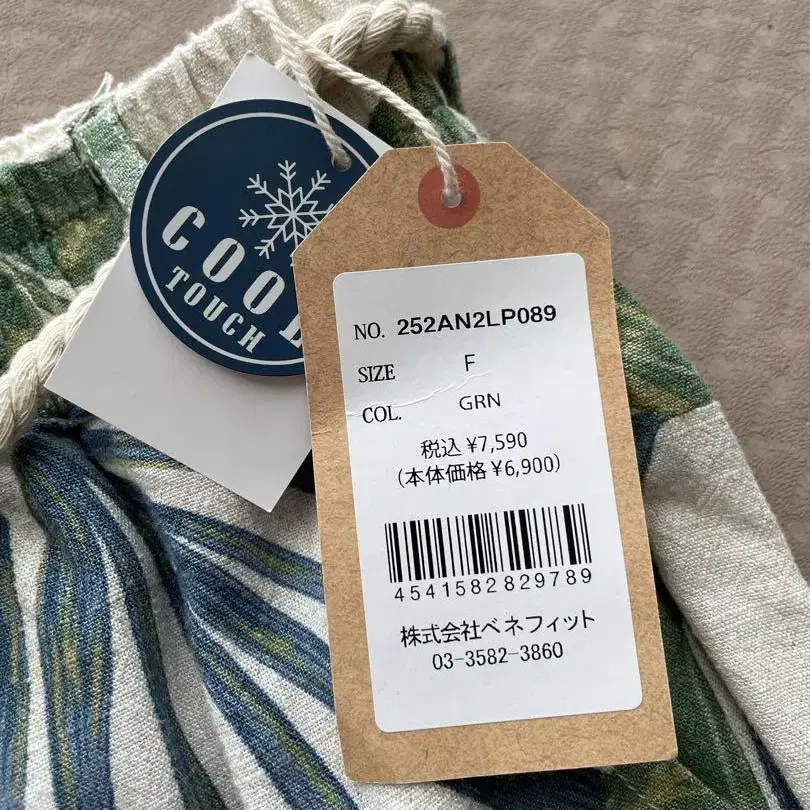 COOL
TOUCH
NO. 252AN2LP089
SIZE F
COL. GRN
税込 ¥7,590
(本体価格 ¥6,900)
4541582829789
株式会社ベネフィット
03-3582-3860